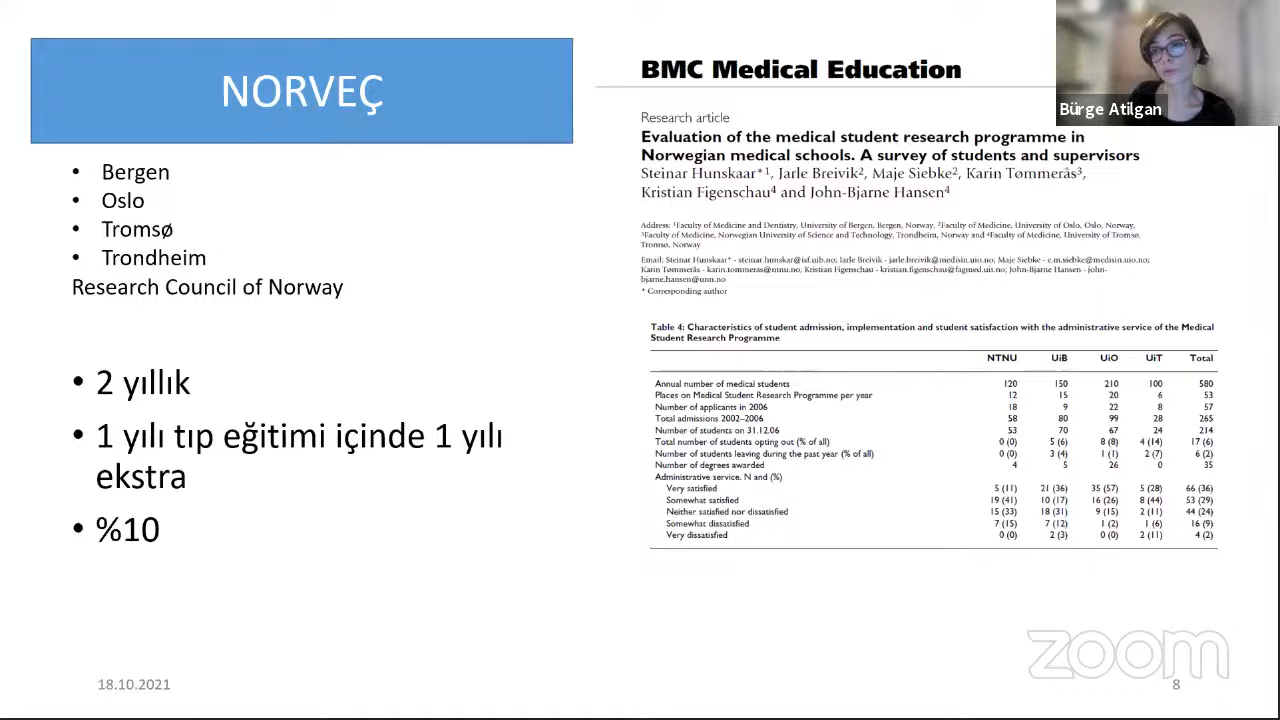 NORVEÇ
• Bergen
• Oslo
• Tromsø
• Trondheim
Research Council of Norway
• 2 yıllık
• 1 yılı tıp eğitimi içinde 1 yılı
ekstra
• %10
18.10.2021
BMC Medical Education
Research article
Evaluation of the medical student research programme in
Norwegian medical schools. A survey of students and supervisors
Steinar Hunskaar*1, Jarle Breivik2, Maje Siebke2, Karin Tømmerås3,
Kristian Figenschau4 and John-Bjarne Hansen4
Address: 1Faculty of Medicine and Dentistry, University of Bergen, Bergen, Norway, 2Faculty of Medicine, University of Oslo, Oslo, Norway,
3Faculty of Medicine, Norwegian University of Science and Technology, Trondheim, Norway and 4Faculty of Medicine, University of Tromsø,
Tromsø, Norway
Email: Steinar Hunskaar* - steinar.hunskar@isf.uib.no; Jarle Breivik - jarle.breivik@medisin.uio.no; Maje Siebke - e.m.siebke@medisin.uio.no;
Karin Tømmerås - karin.tommeras@ntnu.no; Kristian Figenschau - kristian.figenschau@fagmed.uit.no; John-Bjarne Hansen - john-
bjarne.hansen@unn.no
* Corresponding author
Table 4: Characteristics of student admission, implementation and student satisfaction with the administrative service of the Medical
Student Research Programme
NTNU UiB UiO UiT Total
Annual number of medical students 120 150 210 100 580
Places on Medical Student Research Programme per year 12 15 20 6 53
Number of applicants in 2006 18 9 22 8 57
Total admissions 2002–2006 58 80 99 28 265
Number of students on 31.12.06 53 70 67 24 214
Total number of students opting out (% of all) 0 (0) 5 (6) 8 (8) 4 (14) 17 (6)
Number of students leaving during the past year (% of all) 0 (0) 3 (4) 1 (1) 2 (7) 6 (2)
Number of degrees awarded 4 5 26 0 35
Administrative service. N and (%)
Very satisfied 5 (11) 21 (36) 35 (57) 5 (28) 66 (36)
Somewhat satisfied 19 (41) 10 (17) 16 (26) 8 (44) 53 (29)
Neither satisfied nor dissatisfied 15 (33) 18 (31) 9 (15) 2 (11) 44 (24)
Somewhat dissatisfied 7 (15) 7 (12) 1 (2) 1 (6) 16 (9)
Very dissatisfied 0 (0) 2 (3) 0 (0) 2 (11) 4 (2)
Bürge Atilgan
zoom
8